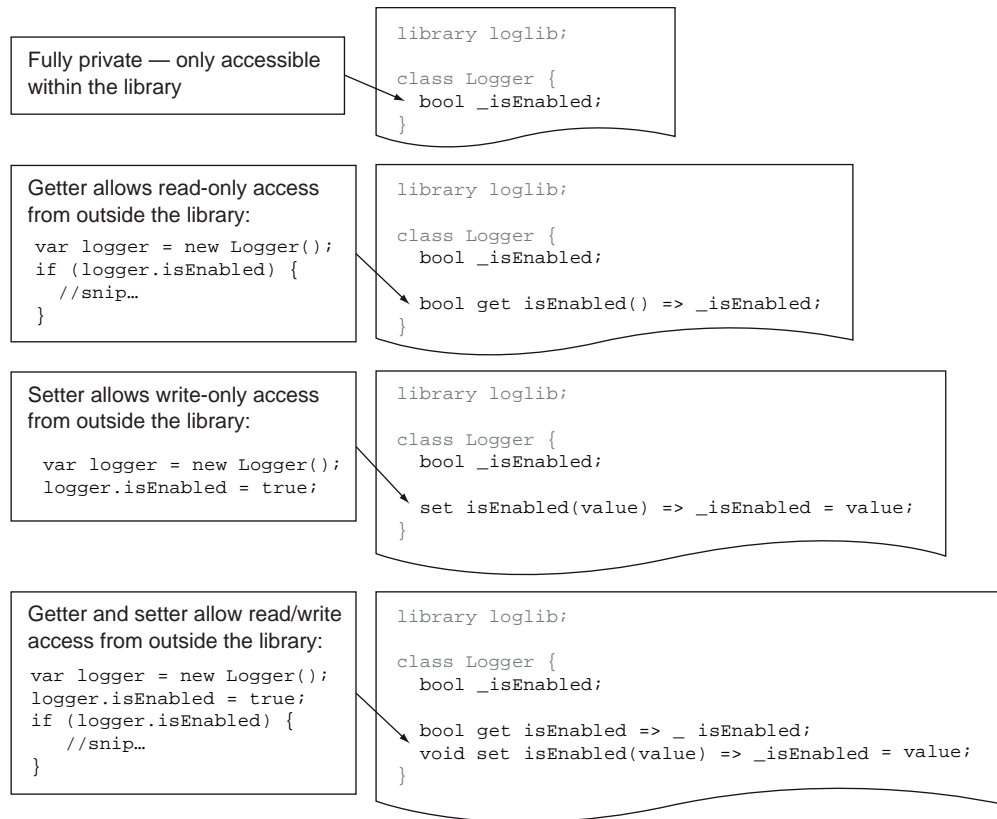 Fully private — only accessible
within the library
library loglib;
class Logger {
bool _isEnabled;
}
Getter allows read-only access
from outside the library:
var logger = new Logger();
if (logger.isEnabled) {
//snip…
}
library loglib;
class Logger {
bool _isEnabled;
bool get isEnabled() => _isEnabled;
}
Setter allows write-only access
from outside the library:
var logger = new Logger();
logger.isEnabled = true;
library loglib;
class Logger {
bool _isEnabled;
set isEnabled(value) => _isEnabled = value;
}
Getter and setter allow read/write
access from outside the library:
var logger = new Logger();
logger.isEnabled = true;
if (logger.isEnabled) {
//snip…
}
library loglib;
class Logger {
bool _isEnabled;
bool get isEnabled => _ isEnabled;
void set isEnabled(value) => _isEnabled = value;
}